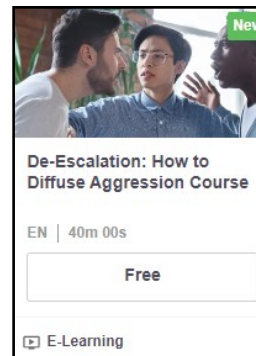 New
De-Escalation: How to
Diffuse Aggression Course
EN | 40m 00s
Free
E-Learning